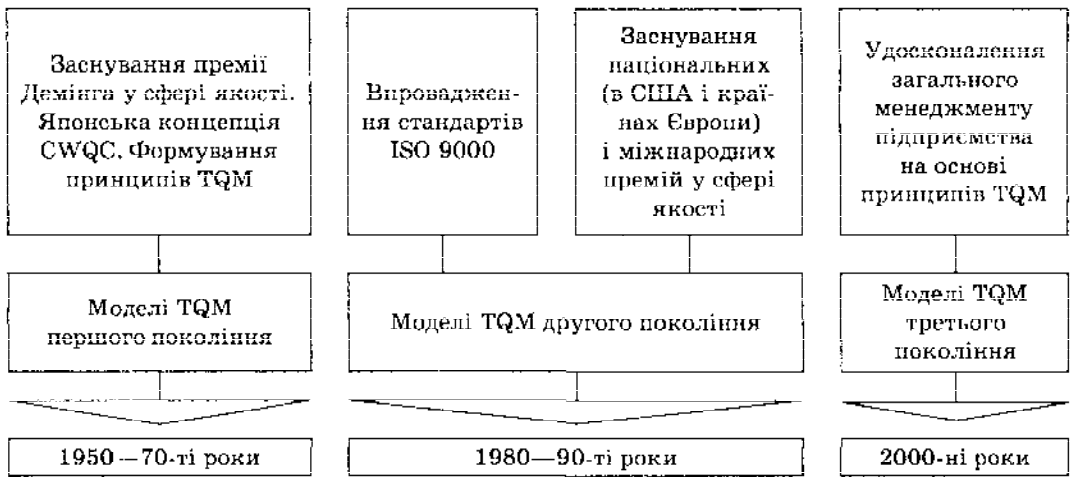 Заснування премії
Демінга у сфері якості.
Японська концепція
CWQC. Формування
принципів TQM
Впроваджен-
ня стандартів
ISO 9000
Заснування
національних
(в США і краї-
нах Європи)
і міжнародних
премій у сфері
якості
Удосконалення
загального
менеджменту
підприємства
на основі
принципів TQM
Моделі TQM
першого покоління
Моделі TQM другого покоління
Моделі TQM
третього
покоління
1950—70-ті роки
1980—90-ті роки
2000-ні роки